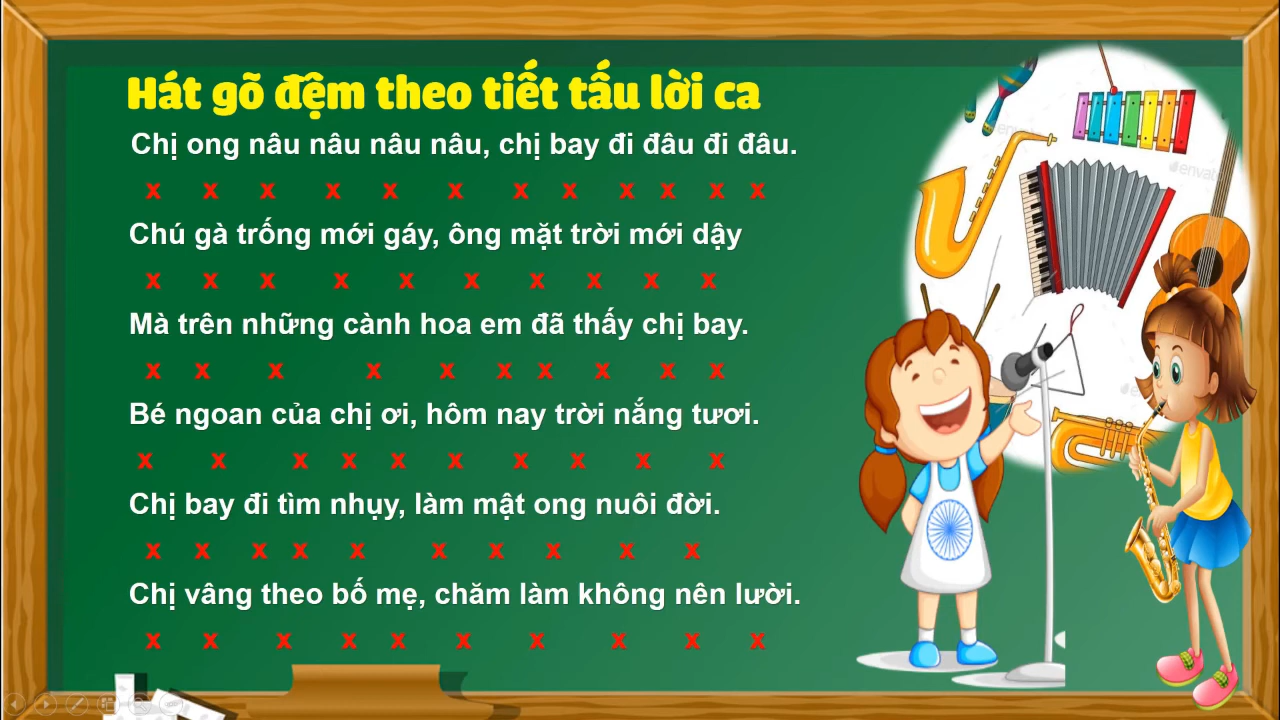 Hát gõ đệm theo tiết tấu lời ca
Chị ong nâu nâu nâu nâu, chị bay đi đâu đi đâu.
x x x x x x x x x x x x
Chú gà trống mới gáy, ông mặt trời mới dậy
x x x x x x x x x x
Mà trên những cành hoa em đã thấy chị bay.
x x x x x x x x x x
Bé ngoan của chị ơi, hôm nay trời nắng tươi.
x x x x x x x x x x
Chị bay đi tìm nhụy, làm mật ong nuôi đời.
x x x x x x x x x x
Chị vâng theo bố mẹ, chăm làm không nên lười.
x x x x x x x x x x